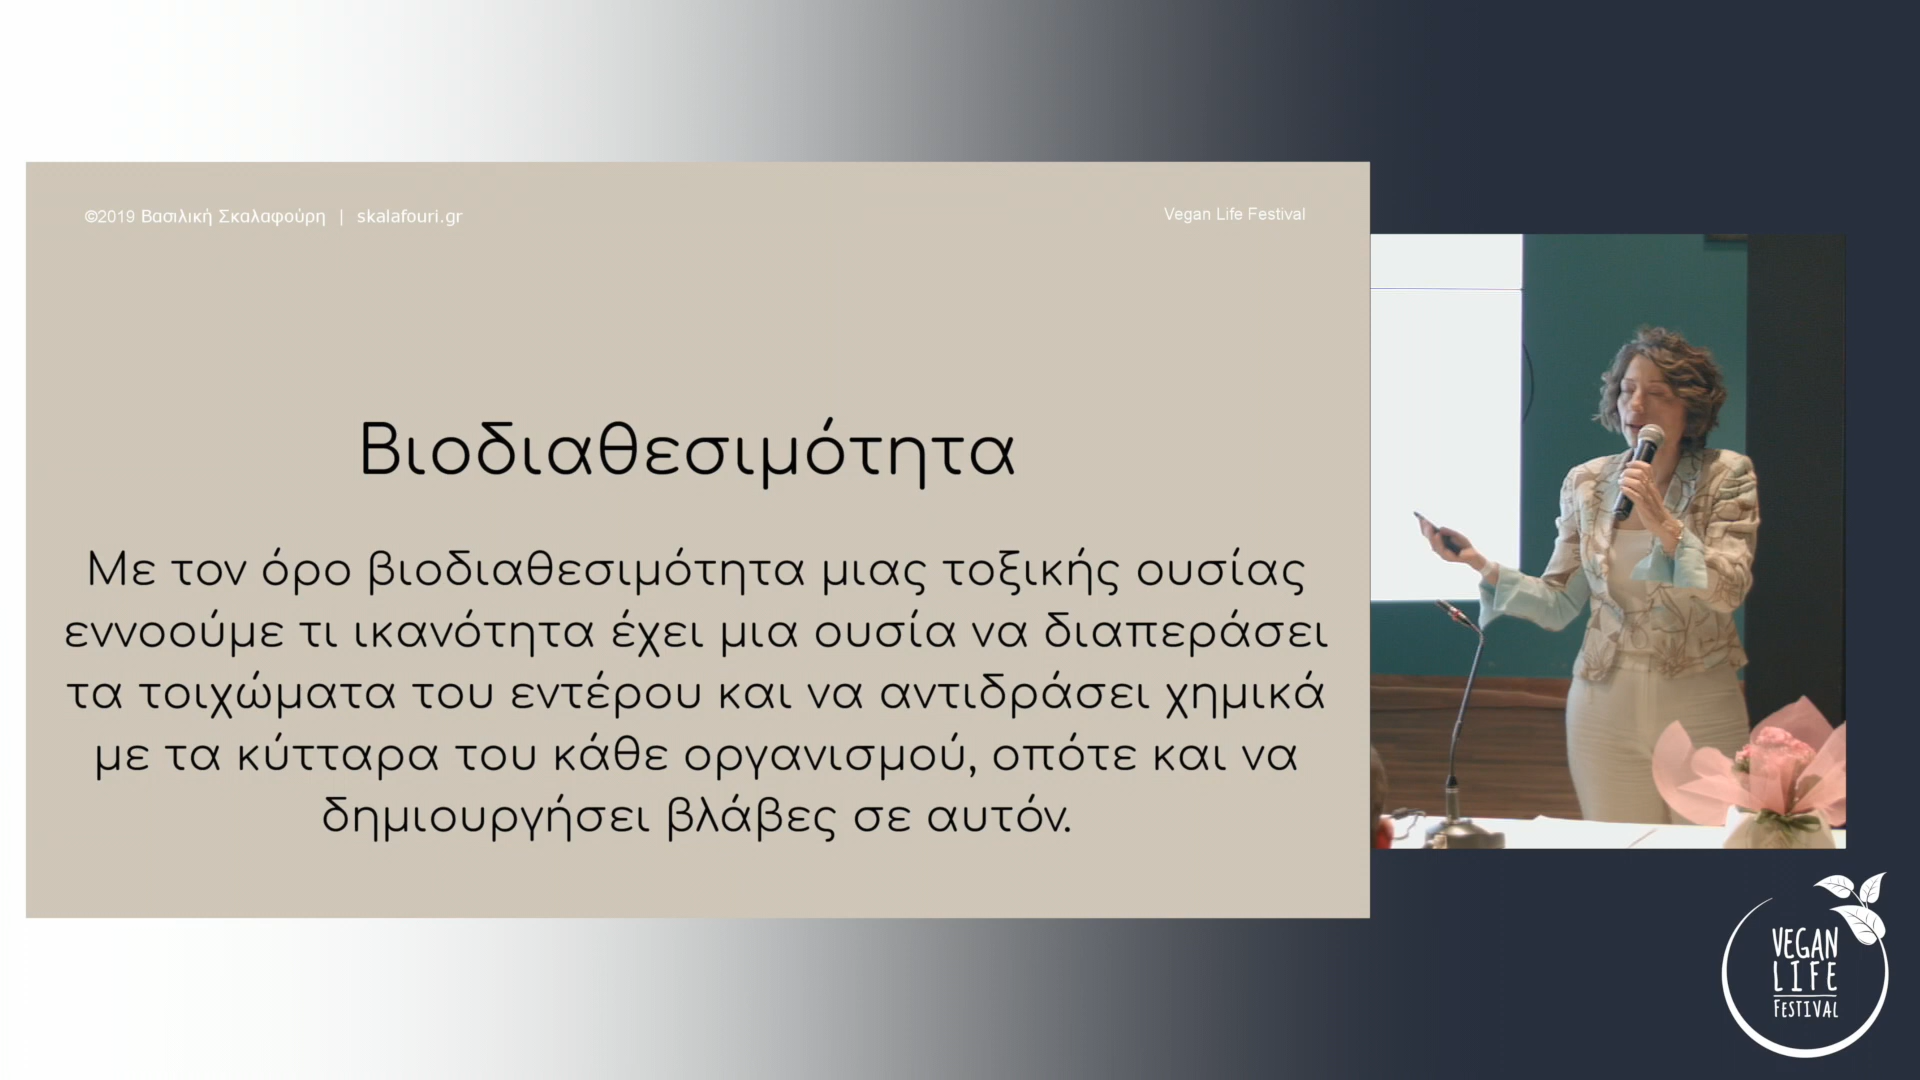 ©2019 Βασιλική Σκαλαφούρη | skalafouri.gr
Vegan Life Festival
Βιοδιαθεσιμότητα
Με τον όρο βιοδιαθεσιμότητα μιας τοξικής ουσίας
εννοούμε τι ικανότητα έχει μια ουσία να διαπεράσει
τα τοιχώματα του εντέρου και να αντιδράσει χημικά
με τα κύτταρα του κάθε οργανισμού, οπότε και να
δημιουργήσει βλάβες σε αυτόν.
VEGAN
LIFE
FESTIVAL